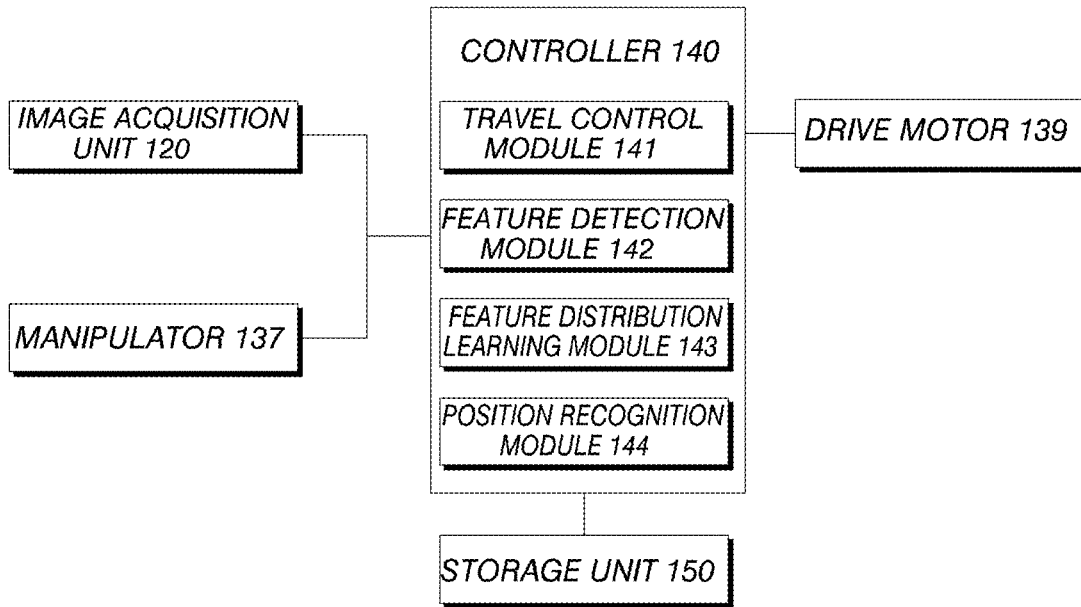 CONTROLLER 140
IMAGE ACQUISITION
UNIT 120
TRAVEL CONTROL
MODULE 141
DRIVE MOTOR 139
FEATURE DETECTION
MODULE 142
MANIPULATOR 137
FEATURE DISTRIBUTION
LEARNING MODULE 143
POSITION RECOGNITION
MODULE 144
STORAGE UNIT 150